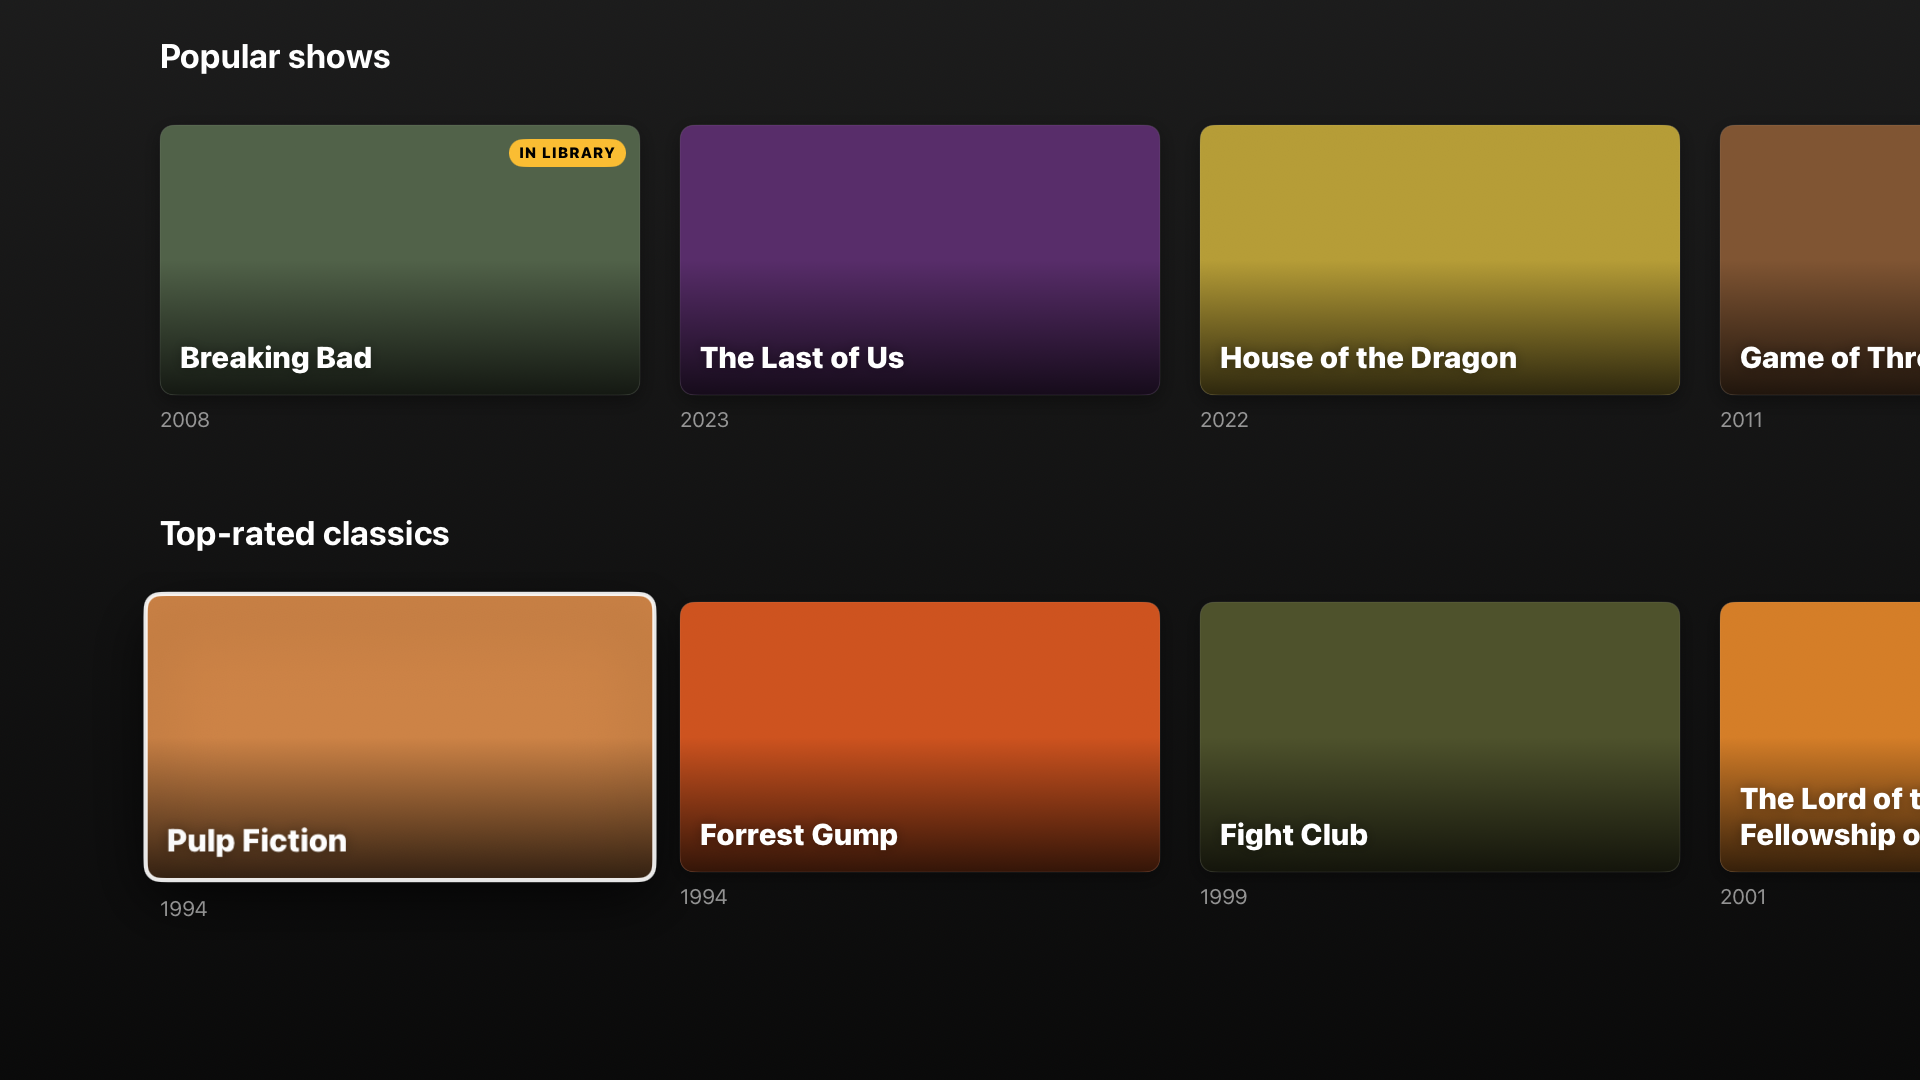 Popular shows
IN LIBRARY
Breaking Bad
The Last of Us
House of the Dragon
Game of
2008
2023
2022
2011
Top-rated classics
Pulp Fiction
Forrest Gump
Fight Club
The Lord of
Fellowship
1994
1994
1999
2001